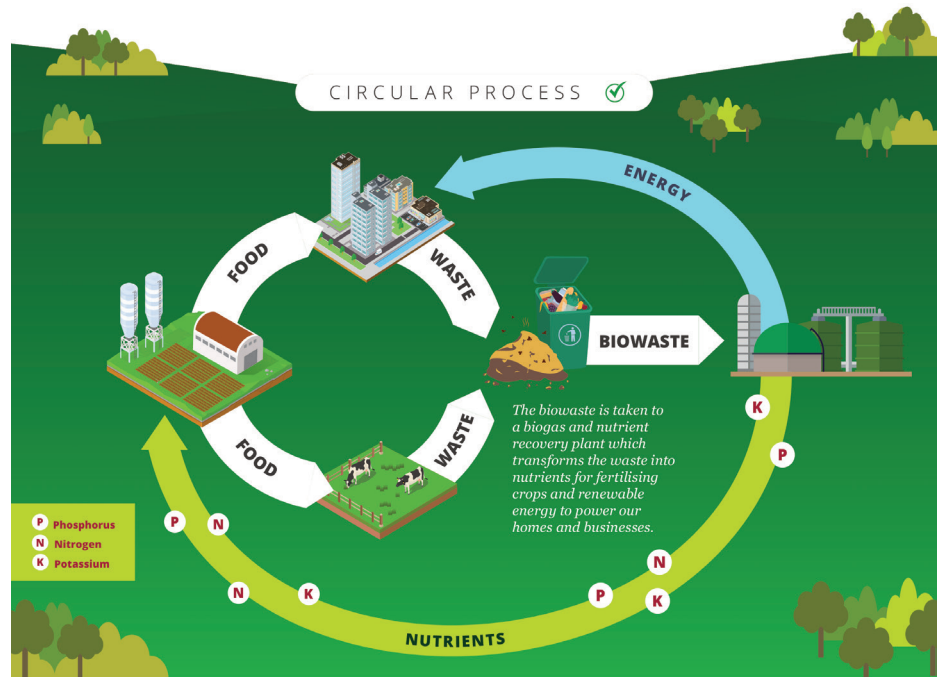 CIRCULAR PROCESS
ENERGY
FOOD
WASTE
BIOWASTE
FOOD
WASTE
The biowaste is taken to
a biogas and nutrient
recovery plant which
transforms the waste into
nutrients for fertilising
crops and renewable
energy to power our
homes and businesses.
K
P
P Phosphorus
N Nitrogen
K Potassium
P
N
N
K
P
N
K
NUTRIENTS